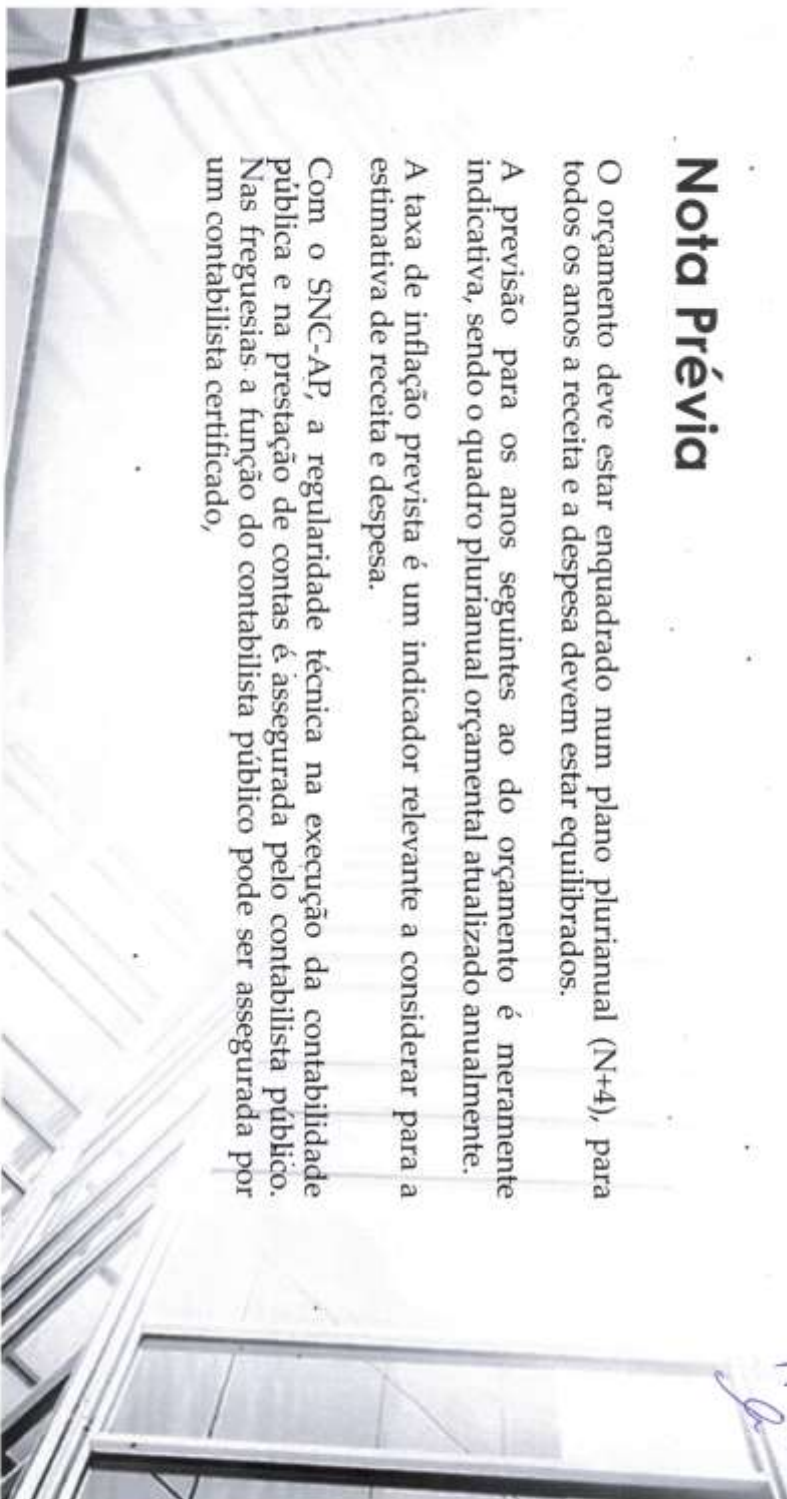 Nota Prévia
O orçamento deve estar enquadrado num plano plurianual (N+4), para
todos os anos a receita e a despesa devem estar equilibrados.
A previsão para os anos seguintes ao do orçamento é meramente
indicativa, sendo o quadro plurianual orçamental atualizado anualmente.
A taxa de inflação prevista é um indicador relevante a considerar para a
estimativa de receita e despesa.
Com o SNC-AP, a regularidade técnica na execução da contabilidade
pública e na prestação de contas é assegurada pelo contabilista público.
Nas freguesias a função do contabilista público pode ser assegurada por
um contabilista certificado,